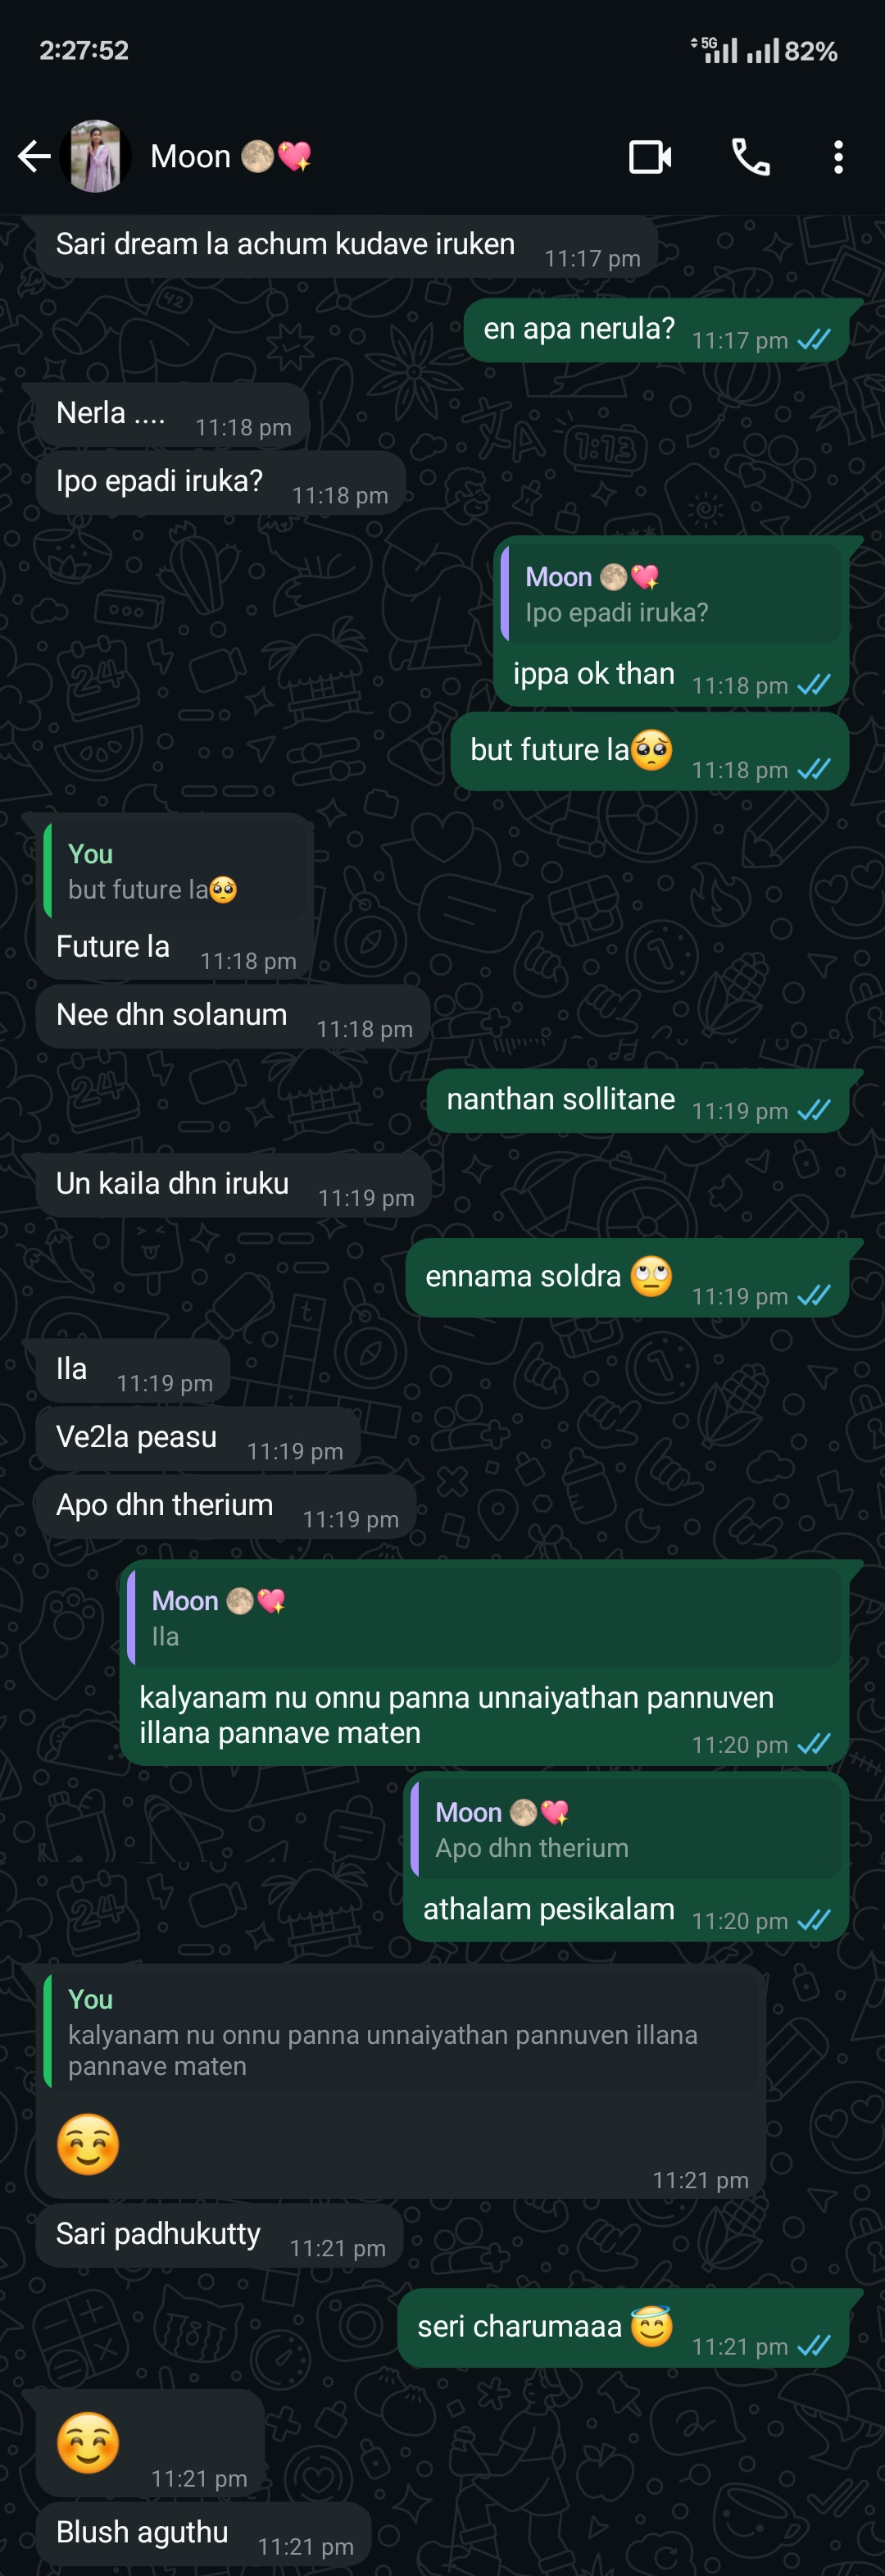 2:27:52 5G 82%
Moon 🌕💖
Sari dream la achum kudave iruken 11:17 pm
en apa nerula? 11:17 pm
Nerla .... 11:18 pm
Ipo epadi iruka? 11:18 pm
Moon 🌕💖
Ipo epadi iruka?
ippa ok than 11:18 pm
but future la🥺 11:18 pm
You
but future la🥺
Future la 11:18 pm
Nee dhn solanum 11:18 pm
nanthan sollitane 11:19 pm
Un kaila dhn iruku 11:19 pm
ennama soldra 🙄 11:19 pm
Ila 11:19 pm
Ve2la peasu 11:19 pm
Apo dhn therium 11:19 pm
Moon 🌕💖
Ila
kalyanam nu onnu panna unnaiyathan pannuven
illana pannave maten 11:20 pm
Moon 🌕💖
Apo dhn therium
athalam pesikalam 11:20 pm
You
kalyanam nu onnu panna unnaiyathan pannuven illana
pannave maten
☺️
11:21 pm
Sari padhukutty 11:21 pm
seri charumaaa 😇 11:21 pm
☺️
11:21 pm
Blush aguthu 11:21 pm